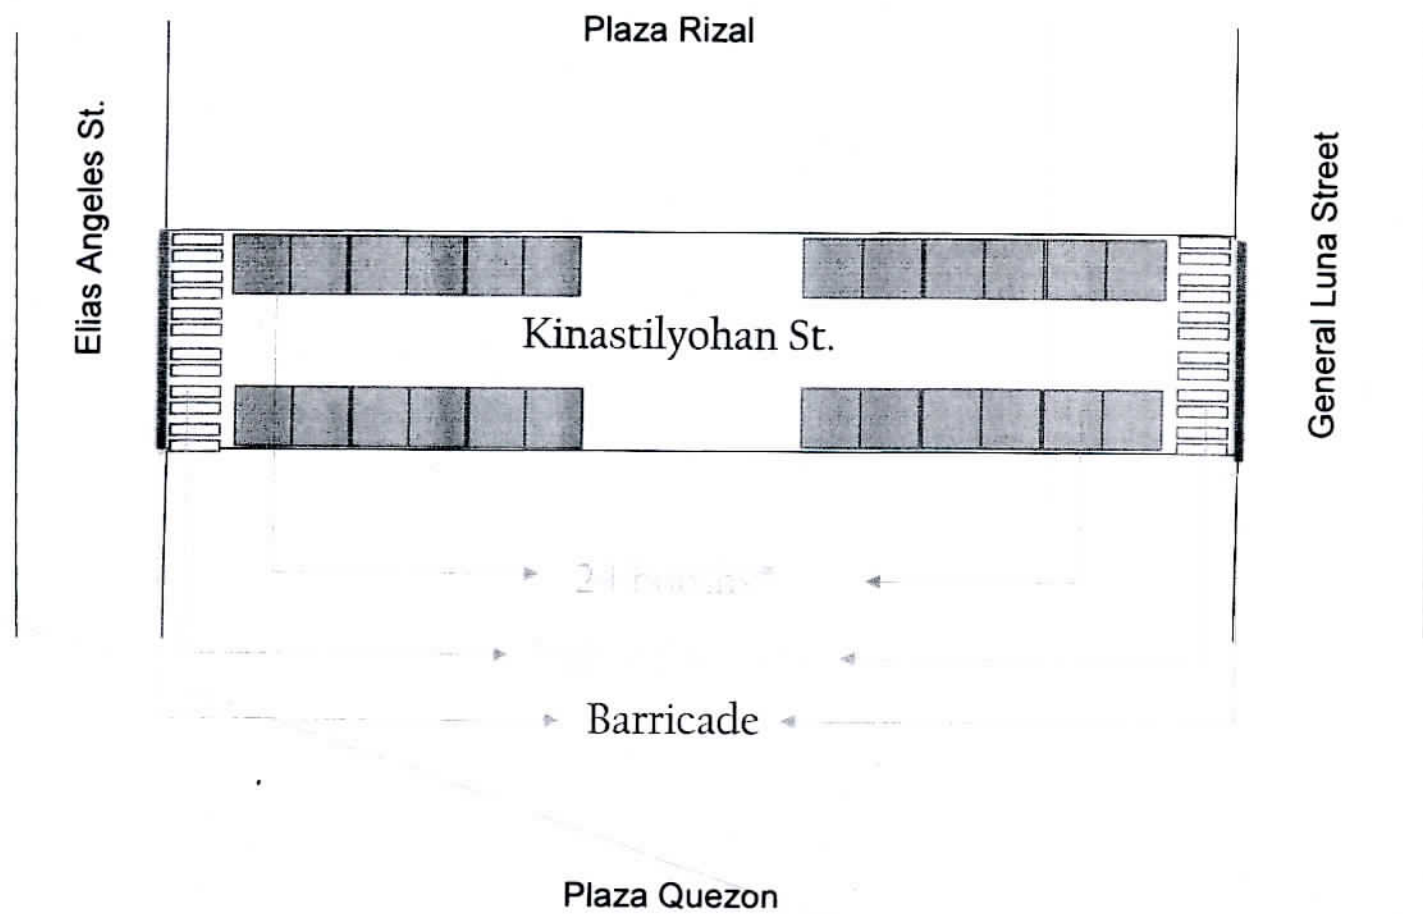 Plaza Rizal
Elias Angeles St.
General Luna Street
Kinastilyohan St.
Barricade
Plaza Quezon